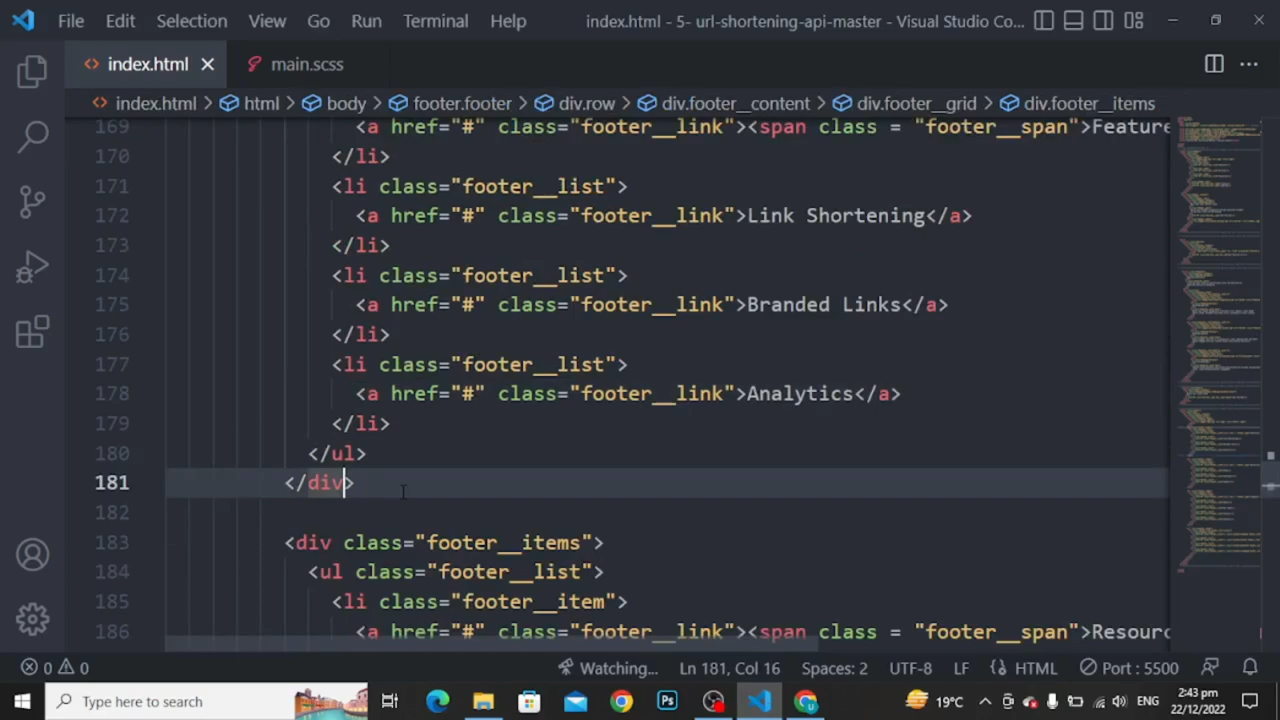 File Edit Selection View Go Run Terminal Help index.html - 5- url-shortening-api-master - Visual Studio Co...
index.html main.scss
index.html > html > body > footer.footer > div.row > div.footer__content > div.footer__grid > div.footer__items
169 <a href="#" class="footer__link"><span class = "footer__span">Feature
170 </li>
171 <li class="footer__list">
172 <a href="#" class="footer__link">Link Shortening</a>
173 </li>
174 <li class="footer__list">
175 <a href="#" class="footer__link">Branded Links</a>
176 </li>
177 <li class="footer__list">
178 <a href="#" class="footer__link">Analytics</a>
179 </li>
180 </ul>
181 </div>
182
183 <div class="footer__items">
184 <ul class="footer__list">
185 <li class="footer__item">
186 <a href="#" class="footer__link"><span class = "footer__span">Resourc
0 0 Watching... Ln 181, Col 16 Spaces: 2 UTF-8 LF HTML Port : 5500
Type here to search Ps 19°C ENG 2:43 pm
22/12/2022